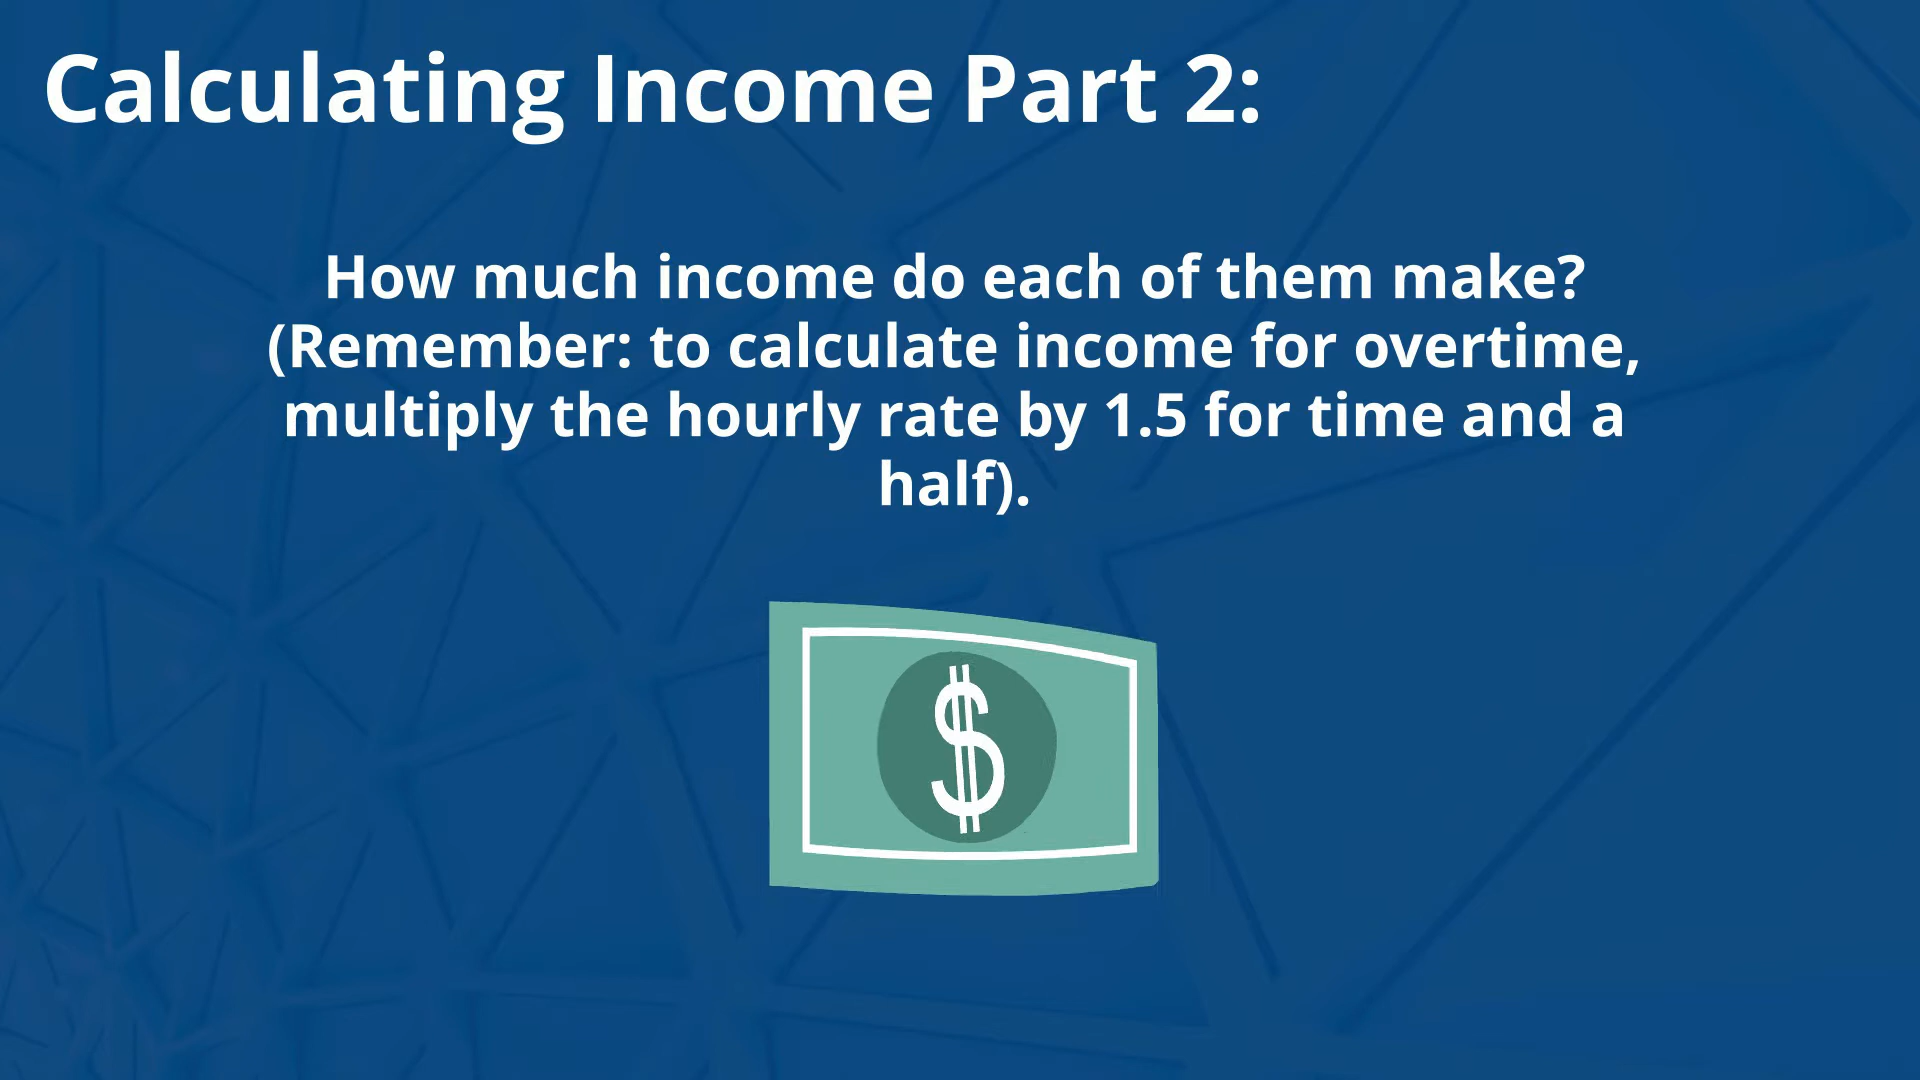 Calculating Income Part 2:
How much income do each of them make?
(Remember: to calculate income for overtime,
multiply the hourly rate by 1.5 for time and a
half).
$